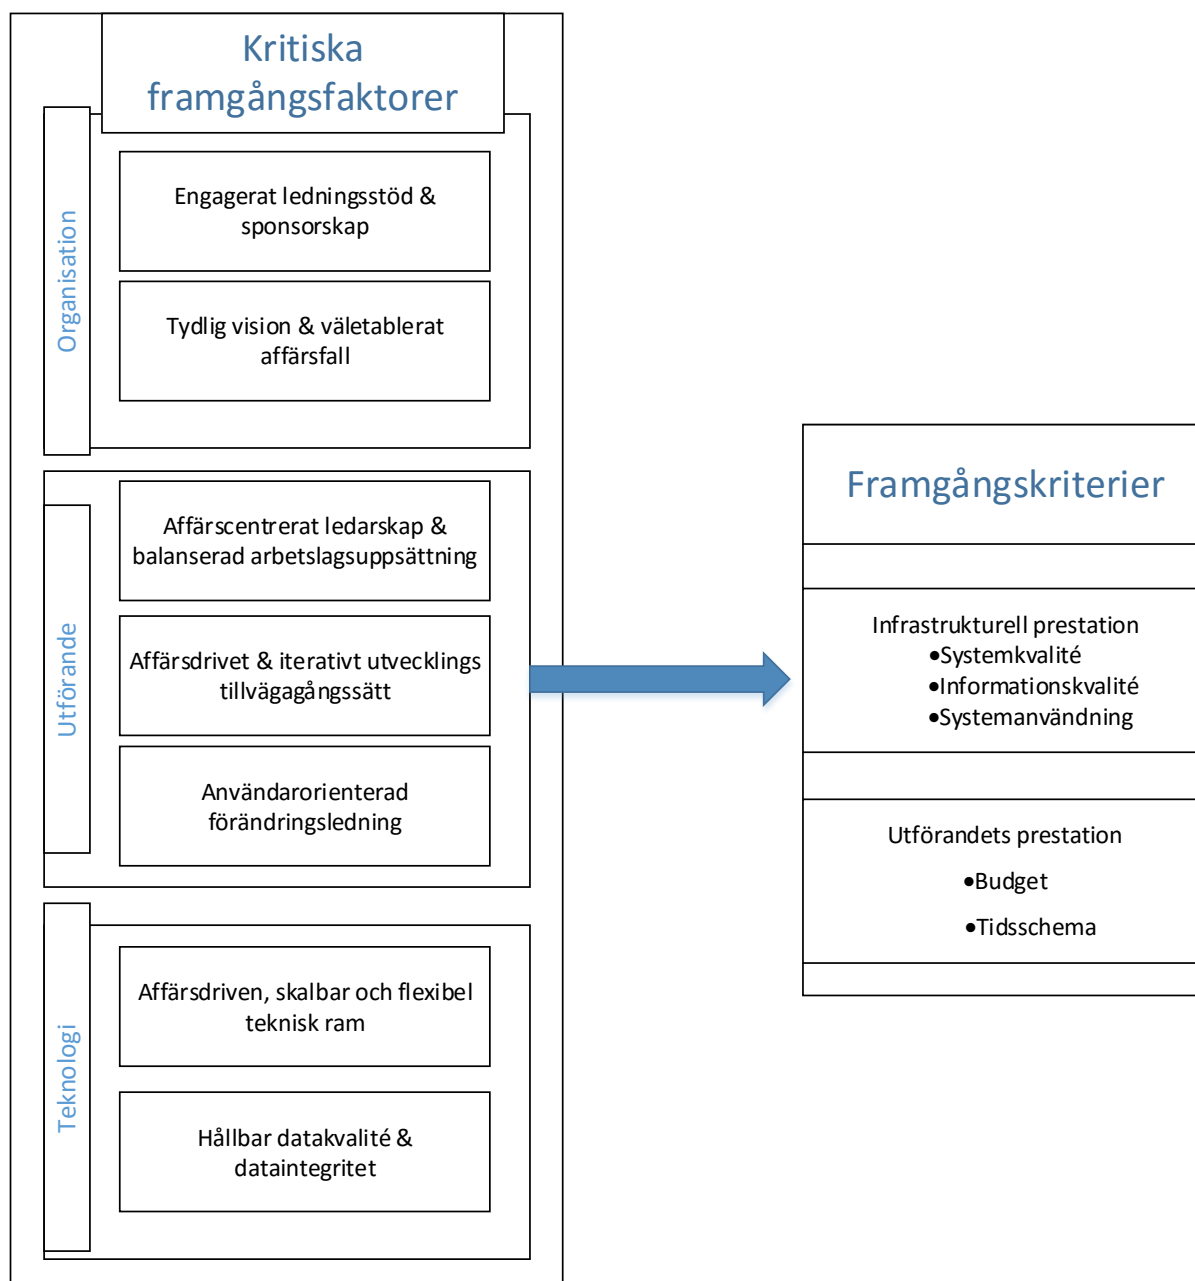 Kritiska
framgångsfaktorer
Organisation
Engagerat ledningsstöd &
sponsorskap
Tydlig vision & väletablerat
affärsfall
Utförande
Affärscentrerat ledarskap &
balanserad arbetslagsuppsättning
Affärsdrivet & iterativt utvecklings
tillvägagångssätt
Användarorienterad
förändringsledning
Teknologi
Affärsdriven, skalbar och flexibel
teknisk ram
Hållbar datakvalité &
dataintegritet
Framgångskriterier
Infrastrukturell prestation
•Systemkvalité
•Informationskvalité
•Systemanvändning
Utförandets prestation
•Budget
•Tidsschema